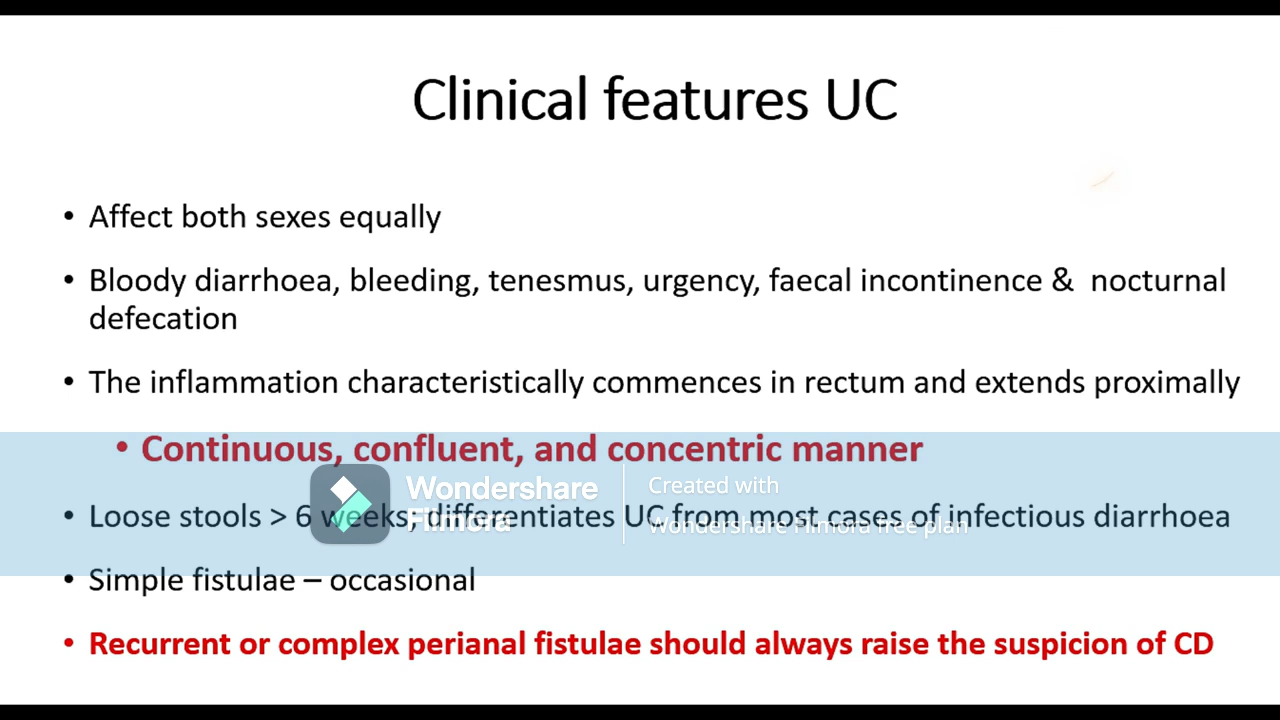 Clinical features UC
• Affect both sexes equally
• Bloody diarrhoea, bleeding, tenesmus, urgency, faecal incontinence & nocturnal
defecation
• The inflammation characteristically commences in rectum and extends proximally
• Continuous, confluent, and concentric manner
Wondershare
Filmora
Created with
Wondershare Filmora free plan
• Loose stools > 6 weeks, differentiates UC from most cases of infectious diarrhoea
• Simple fistulae – occasional
• Recurrent or complex perianal fistulae should always raise the suspicion of CD